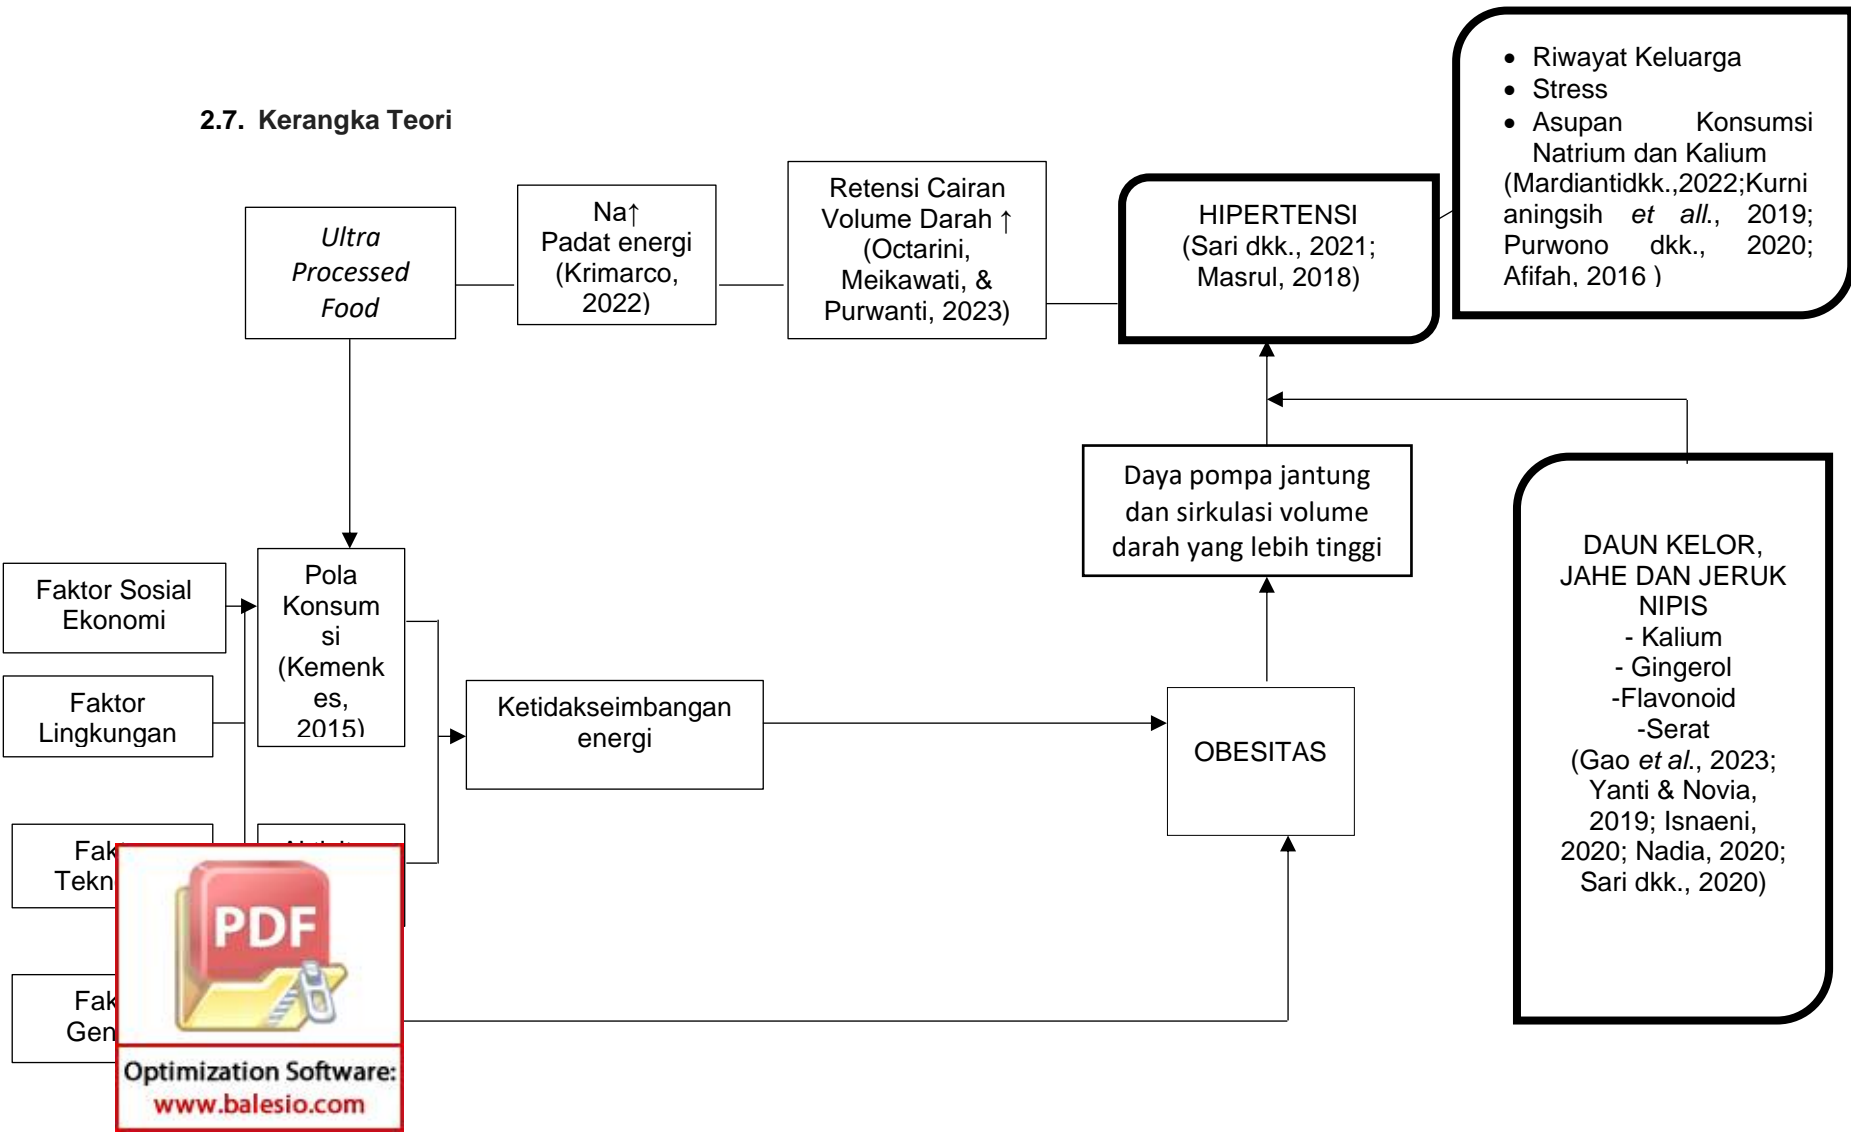 2.7. Kerangka Teori
Ultra
Processed
Food
Na↑
Padat energi
(Krimarco,
2022)
Retensi Cairan
Volume Darah ↑
(Octarini,
Meikawati, &
Purwanti, 2023)
HIPERTENSI
(Sari dkk., 2021;
Masrul, 2018)
• Riwayat Keluarga
• Stress
• Asupan Konsumsi
Natrium dan Kalium
(Mardiantidkk.,2022;Kurni
aningsih et all., 2019;
Purwono dkk., 2020;
Afifah, 2016 )
Daya pompa jantung
dan sirkulasi volume
darah yang lebih tinggi
Faktor Sosial
Ekonomi
Pola
Konsum
si
(Kemenk
es,
2015)
Faktor
Lingkungan
Ketidakseimbangan
energi
OBESITAS
DAUN KELOR,
JAHE DAN JERUK
NIPIS
- Kalium
- Gingerol
-Flavonoid
-Serat
(Gao et al., 2023;
Yanti & Novia,
2019; Isnaeni,
2020; Nadia, 2020;
Sari dkk., 2020)
Fak
Tekn
Fak
Gen
PDF
Optimization Software:
www.balesio.com